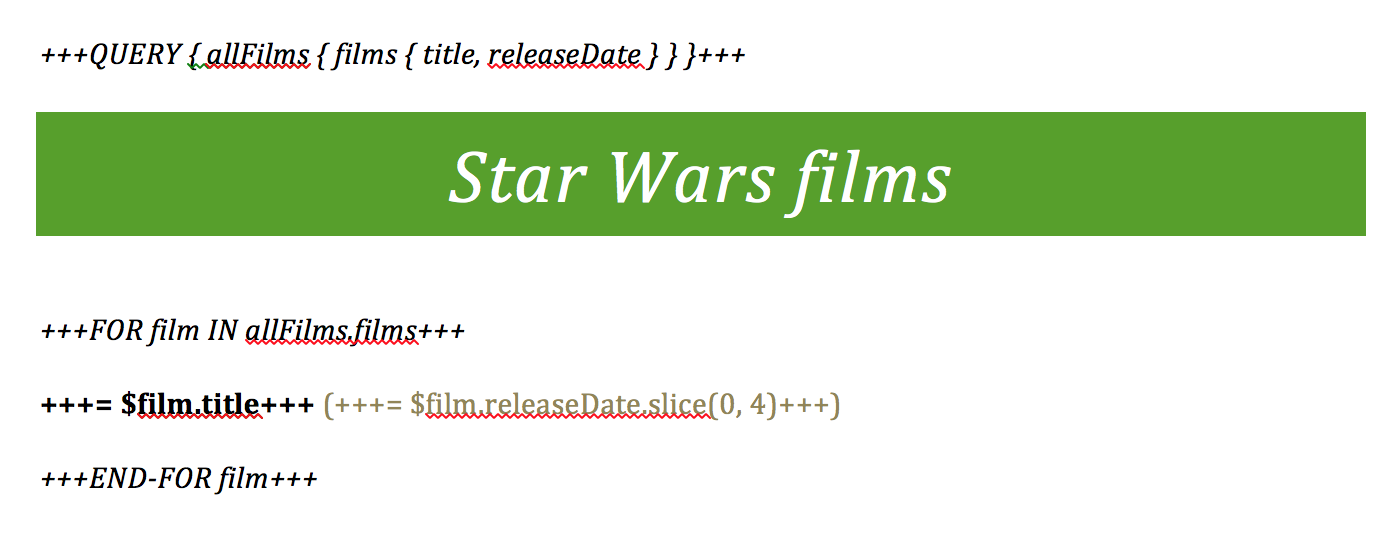 +++QUERY { allFilms { films { title, releaseDate } } }+++
Star Wars films
+++FOR film IN allFilms.films+++
+++= $film.title+++ (+++= $film.releaseDate.slice(0, 4)+++)
+++END-FOR film+++